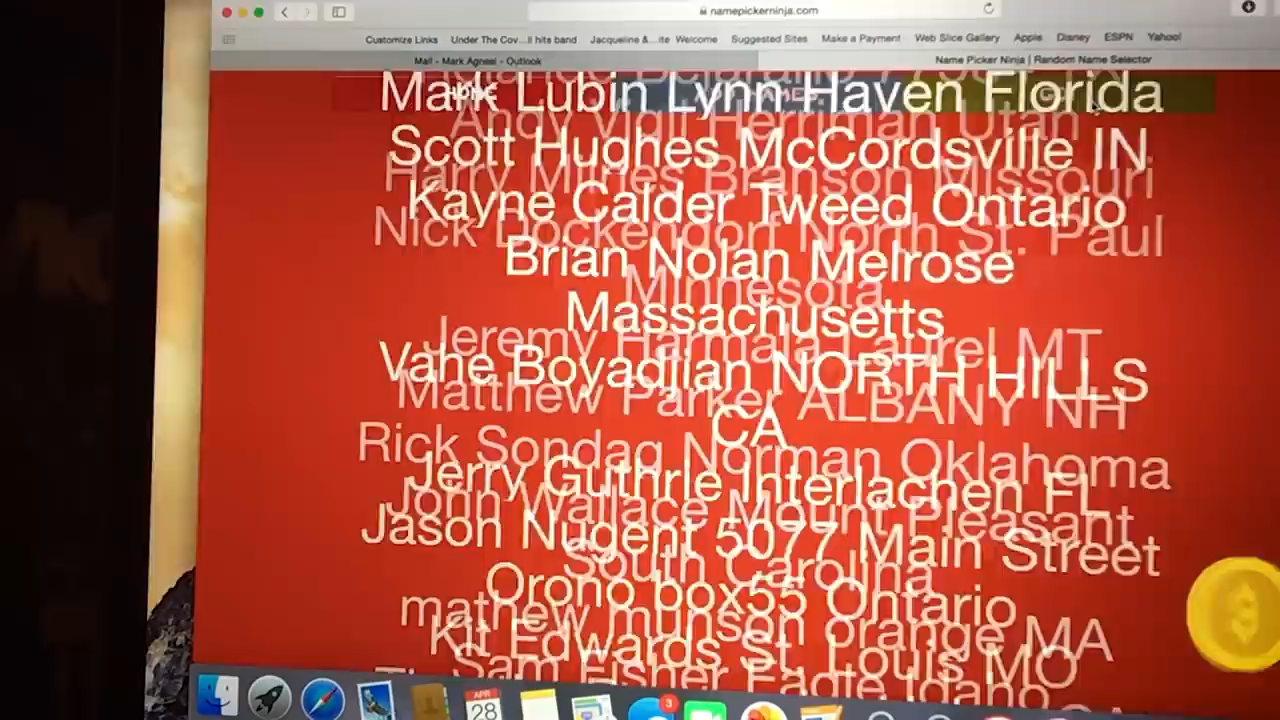 namepickerninja.com
Customize Links Under The Cov...ll hits band Jacqueline &...ite Welcome Suggested Sites Make a Payment Web Slice Gallery Apple Disney ESPN Yahoo!
Mail - Mark Agnesi - Outlook Name Picker Ninja | Random Name Selector
Mark Lubin Lynn Haven Florida
Andy Vigil Herriman Utah
Scott Hughes McCordsville IN
Harry Milnes Branson Missouri
Kayne Calder Tweed Ontario
Nick Dockendorf North St. Paul
Brian Nolan Melrose
Minnesota
Massachusetts
Jeremy Harmala Laurel MT
Vahe Boyadjian NORTH HILLS
Matthew Parker ALBANY NH
CA
Rick Sondag Norman Oklahoma
Jerry Guthrie Interlachen FL
John Wallace Mount Pleasant
Jason Nugent 5077 Main Street
South Carolina
Orono box55 Ontario
mathew munson orange MA
Kit Edwards St. Louis MO
Sam Fisher Eagle Idaho
APR
28
3